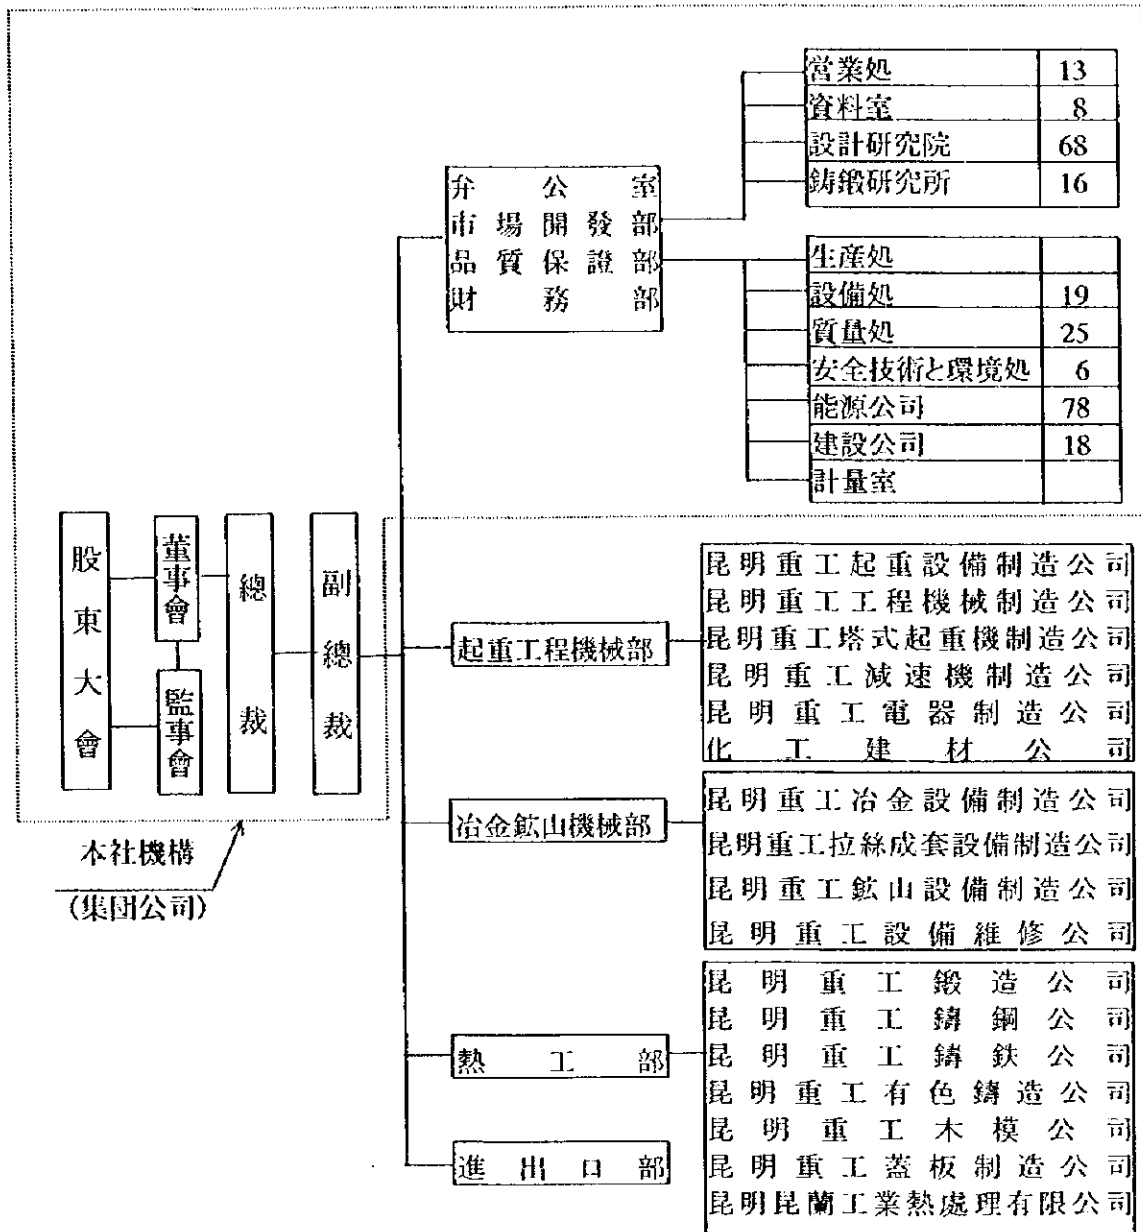 営業処 13
資料室 8
設計研究院 68
鋳鍛研究所 16
弁公室
市場開發部
品質保證部
財務部
生産処
設備処 19
質量処 25
安全技術と環境処 6
能源公司 78
建設公司 18
計量室
股東大會
董事會
監事會
總裁
副總裁
起重工程機械部
昆明重工起重設備制造公司
昆明重工工程機械制造公司
昆明重工塔式起重機制造公司
昆明重工減速機制造公司
昆明重工電器制造公司
化工建材公司
冶金鉱山機械部
昆明重工冶金設備制造公司
昆明重工拉絲成套設備制造公司
昆明重工鉱山設備制造公司
昆明重工設備維修公司
本社機構
(集団公司)
熱工部
昆明重工鍛造公司
昆明重工鑄鋼公司
昆明重工鑄鉄公司
昆明重工有色鑄造公司
昆明重工木模公司
昆明重工蓋板制造公司
昆明昆蘭工業熱處理有限公司
進出口部